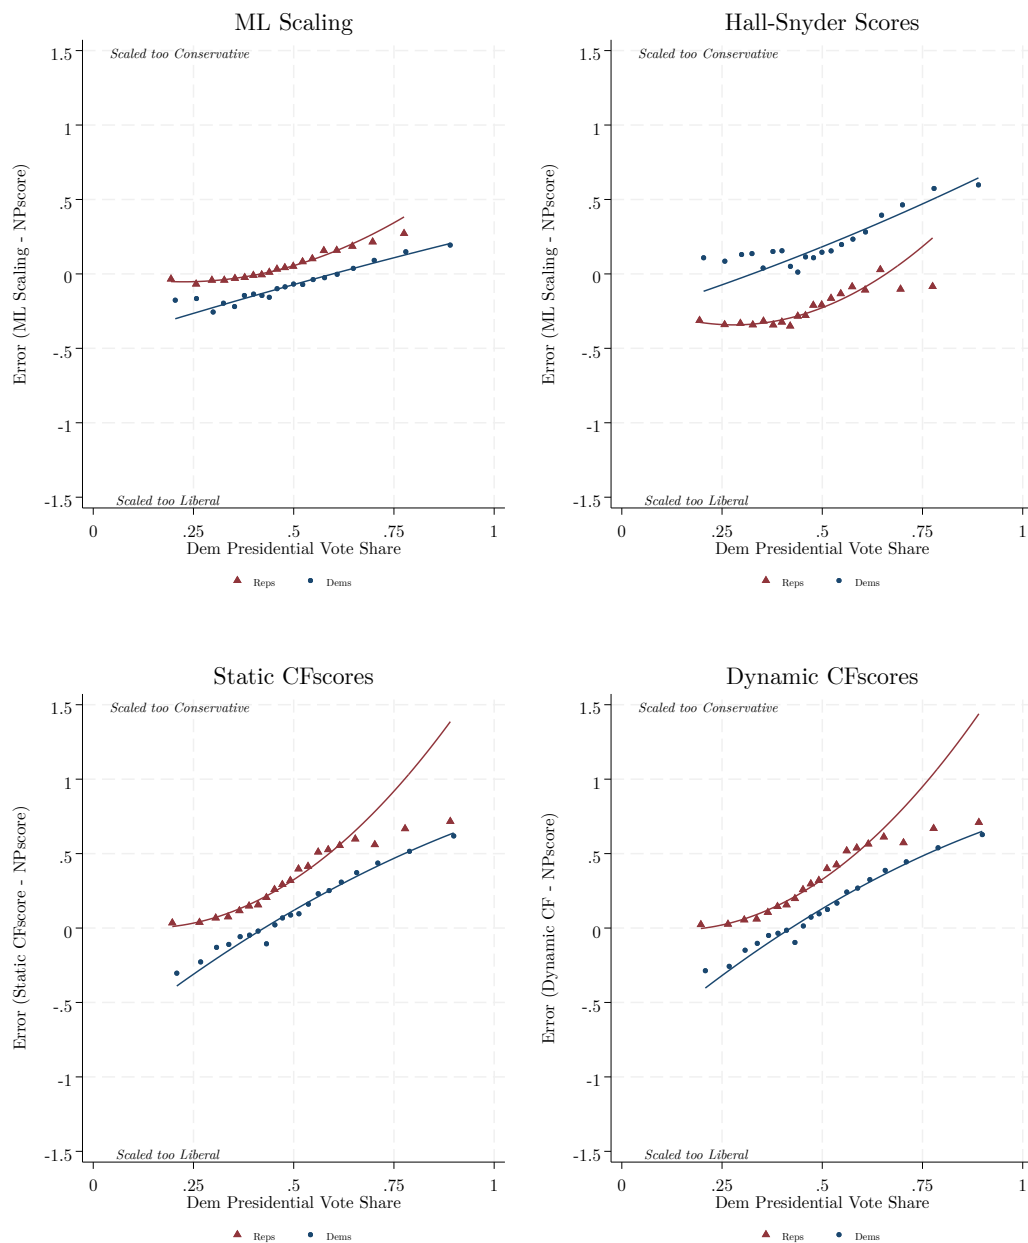 ML Scaling
Scaled too Conservative
Error (ML Scaling - NPscore)
1.5
1
.5
0
-.5
-1
-1.5
Scaled too Liberal
0 .25 .5 .75 1
Dem Presidential Vote Share
Reps Dems
Hall-Snyder Scores
Scaled too Conservative
Error (ML Scaling - NPscore)
1.5
1
.5
0
-.5
-1
-1.5
Scaled too Liberal
0 .25 .5 .75 1
Dem Presidential Vote Share
Reps Dems
Static CFscores
Scaled too Conservative
Error (Static CFscore - NPscore)
1.5
1
.5
0
-.5
-1
-1.5
Scaled too Liberal
0 .25 .5 .75 1
Dem Presidential Vote Share
Reps Dems
Dynamic CFscores
Scaled too Conservative
Error (Dynamic CF - NPscore)
1.5
1
.5
0
-.5
-1
-1.5
Scaled too Liberal
0 .25 .5 .75 1
Dem Presidential Vote Share
Reps Dems